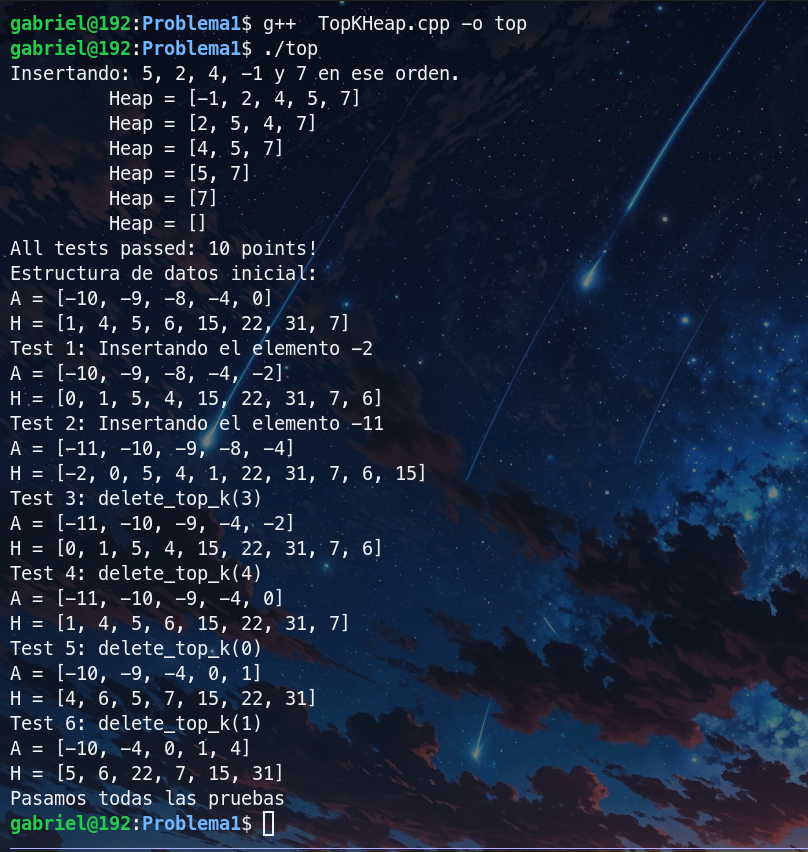 gabriel@192:Problema1$ g++  TopKHeap.cpp -o top
gabriel@192:Problema1$ ./top
Insertando: 5, 2, 4, -1 y 7 en ese orden.
         Heap = [-1, 2, 4, 5, 7]
         Heap = [2, 5, 4, 7]
         Heap = [4, 5, 7]
         Heap = [5, 7]
         Heap = [7]
         Heap = []
All tests passed: 10 points!
Estructura de datos inicial:
A = [-10, -9, -8, -4, 0]
H = [1, 4, 5, 6, 15, 22, 31, 7]
Test 1: Insertando el elemento -2
A = [-10, -9, -8, -4, -2]
H = [0, 1, 5, 4, 15, 22, 31, 7, 6]
Test 2: Insertando el elemento -11
A = [-11, -10, -9, -8, -4]
H = [-2, 0, 5, 4, 1, 22, 31, 7, 6, 15]
Test 3: delete_top_k(3)
A = [-11, -10, -9, -4, -2]
H = [0, 1, 5, 4, 15, 22, 31, 7, 6]
Test 4: delete_top_k(4)
A = [-11, -10, -9, -4, 0]
H = [1, 4, 5, 6, 15, 22, 31, 7]
Test 5: delete_top_k(0)
A = [-10, -9, -4, 0, 1]
H = [4, 6, 5, 7, 15, 22, 31]
Test 6: delete_top_k(1)
A = [-10, -4, 0, 1, 4]
H = [5, 6, 22, 7, 15, 31]
Pasamos todas las pruebas
gabriel@192:Problema1$